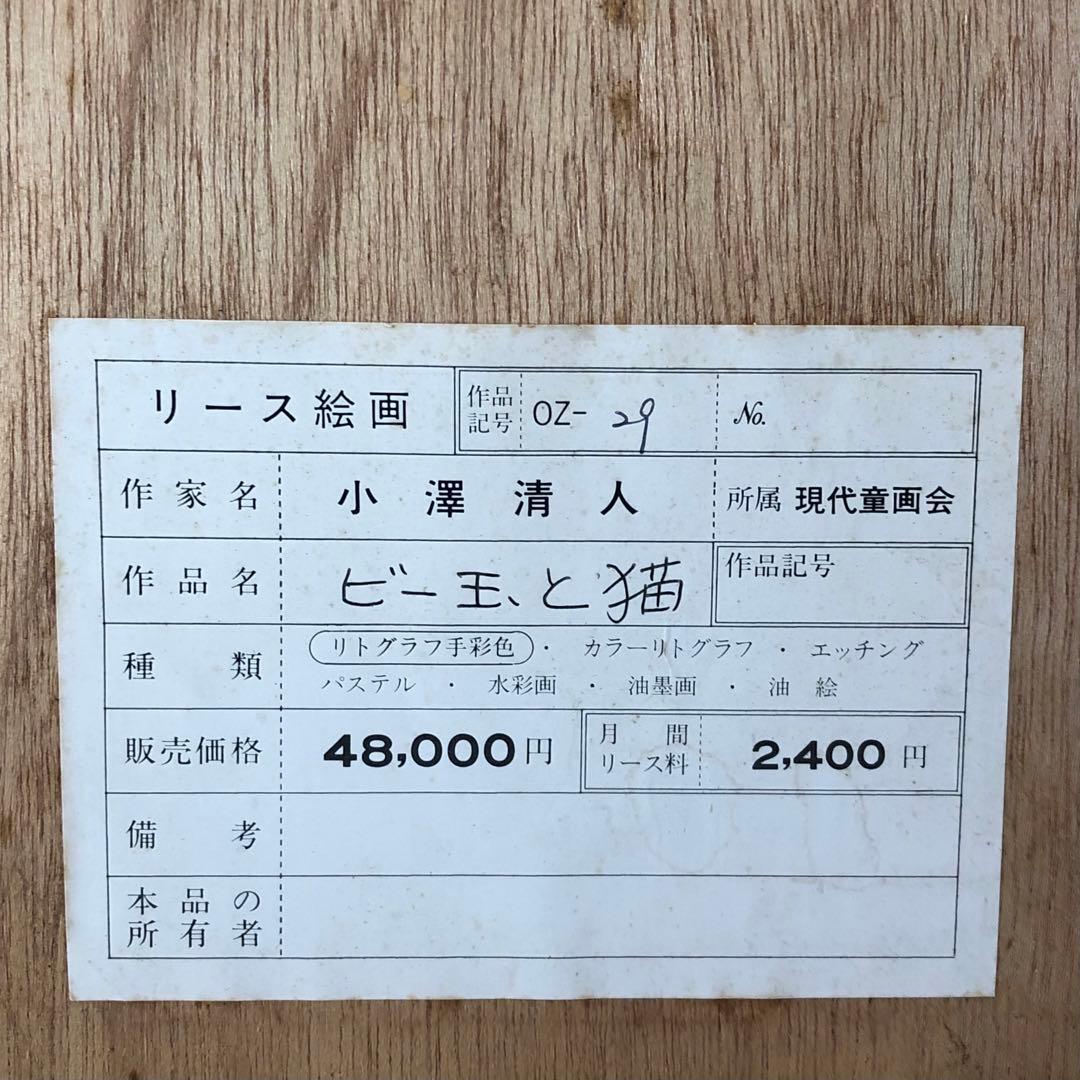 リース絵画 作品記号 OZ-29 No.
作家名 小澤清人 所属 現代童画会
作品名 ビー玉と猫 作品記号
種類 リトグラフ手彩色・カラーリトグラフ・エッチング
パステル・水彩画・油墨画・油絵
販売価格 48,000円 月間リース料 2,400円
備考
本品の
所有者